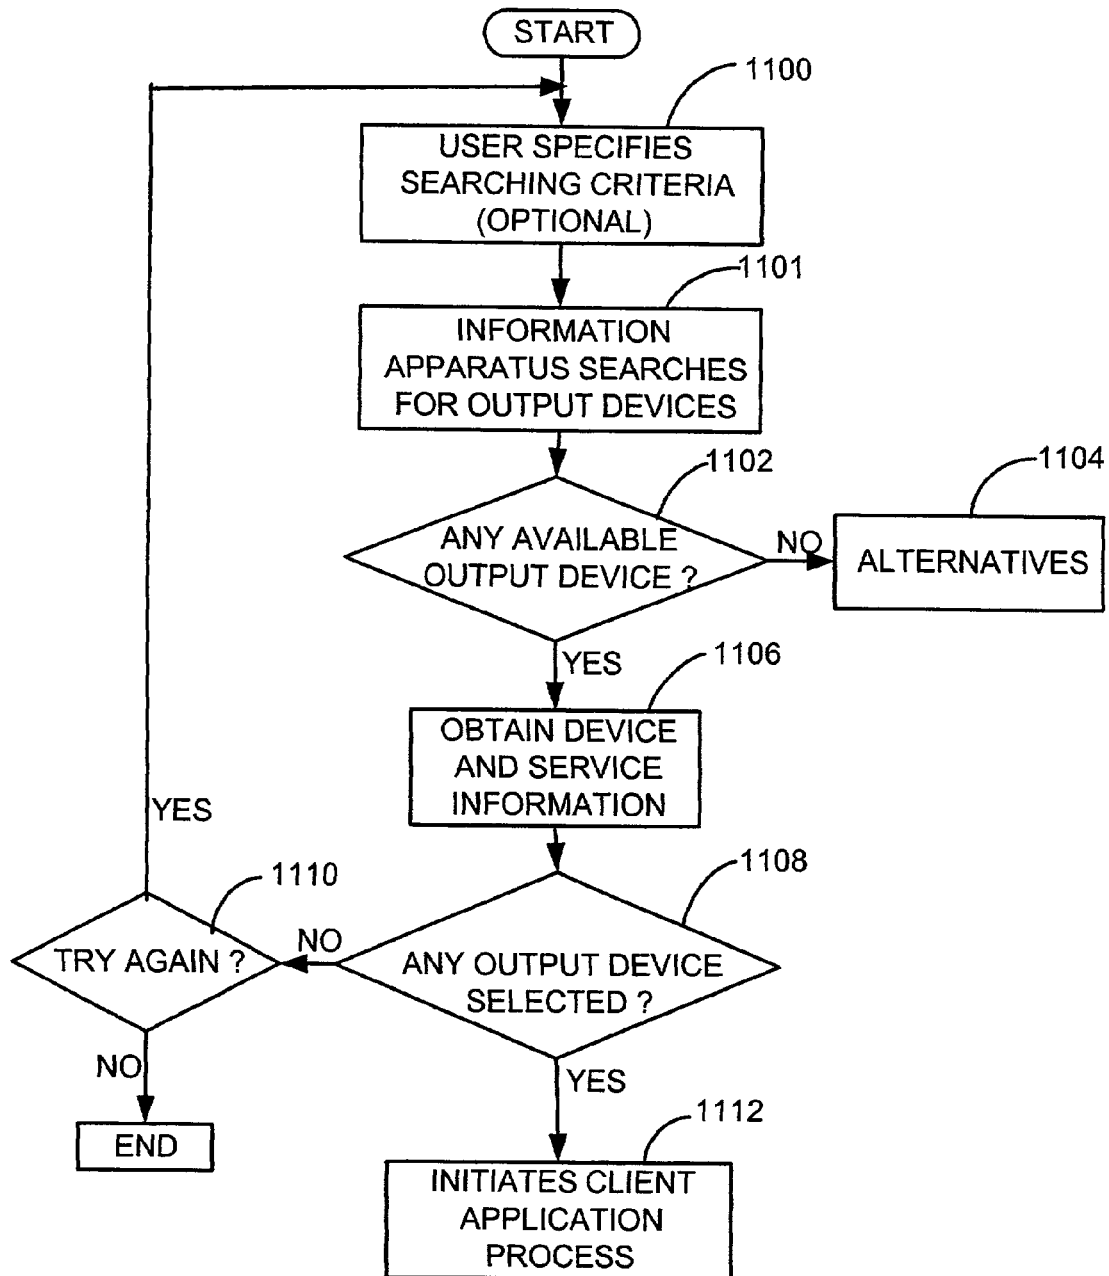 START
1100
USER SPECIFIES
SEARCHING CRITERIA
(OPTIONAL)
1101
INFORMATION
APPARATUS SEARCHES
FOR OUTPUT DEVICES
1102
1104
ANY AVAILABLE
OUTPUT DEVICE ?
NO
ALTERNATIVES
YES
1106
OBTAIN DEVICE
AND SERVICE
INFORMATION
YES
1108
1110
ANY OUTPUT DEVICE
SELECTED ?
NO
TRY AGAIN ?
NO
END
YES
1112
INITIATES CLIENT
APPLICATION
PROCESS